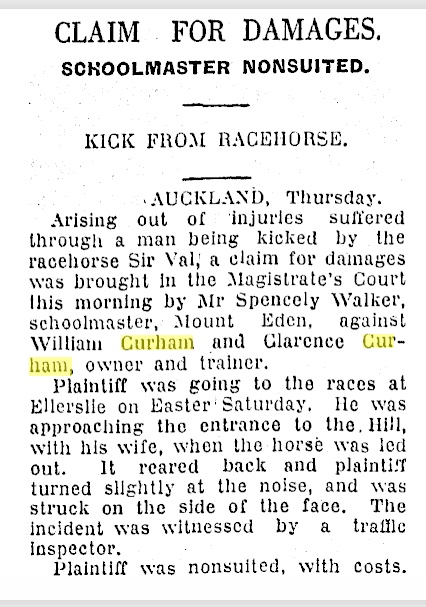 CLAIM FOR DAMAGES.
SCHOOLMASTER NONSUITED.
KICK FROM RACEHORSE.
AUCKLAND, Thursday.
Arising out of injuries suffered
through a man being kicked by the
racehorse Sir Val, a claim for damages
was brought in the Magistrate's Court
this morning by Mr Spencely Walker,
schoolmaster, Mount Eden, against
William Curham and Clarence Cur-
ham, owner and trainer.
Plaintiff was going to the races at
Ellerslie on Easter Saturday. He was
approaching the entrance to the Hill,
with his wife, when the horse was led
out. It reared back and plaintiff
turned slightly at the noise, and was
struck on the side of the face. The
incident was witnessed by a traffic
inspector.
Plaintiff was nonsuited, with costs.